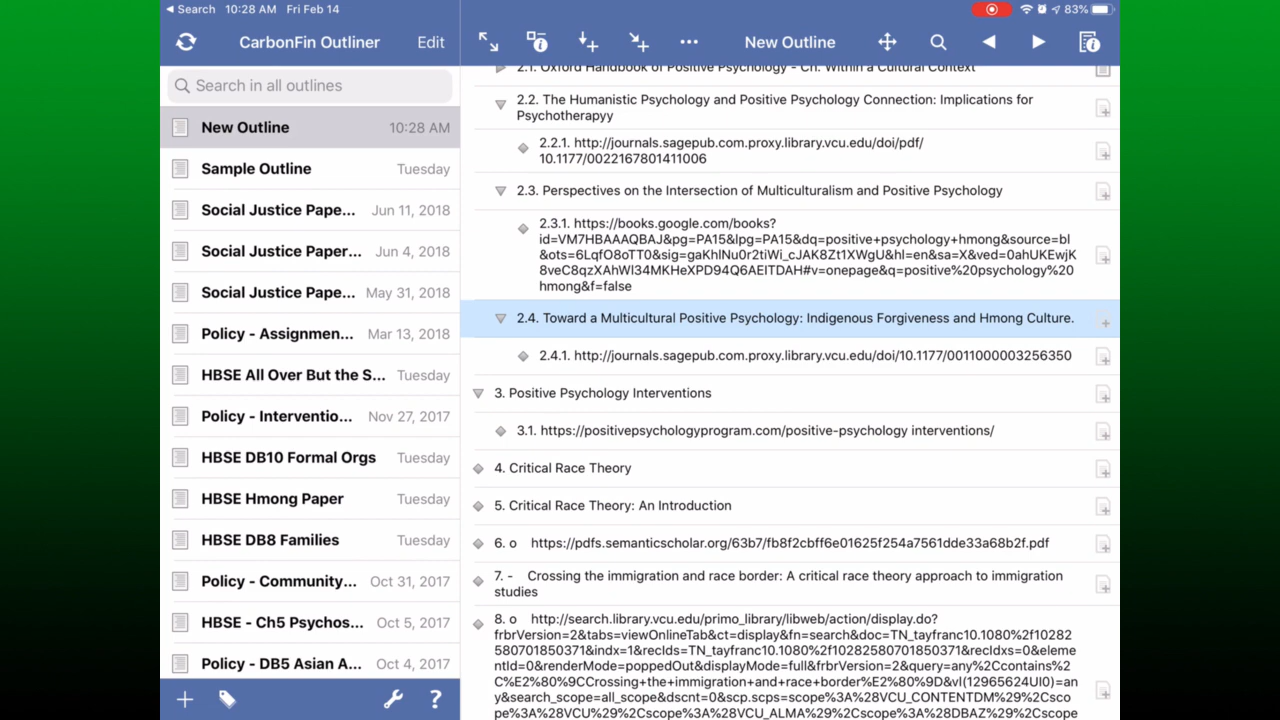 Search 10:28 AM Fri Feb 14
83%
CarbonFin Outliner Edit
New Outline
Search in all outlines
New Outline 10:28 AM
Sample Outline Tuesday
Social Justice Pape... Jun 11, 2018
Social Justice Paper... Jun 4, 2018
Social Justice Pape... May 31, 2018
Policy - Assignmen... Mar 13, 2018
HBSE All Over But the S... Tuesday
Policy - Interventio... Nov 27, 2017
HBSE DB10 Formal Orgs Tuesday
HBSE Hmong Paper Tuesday
HBSE DB8 Families Tuesday
Policy - Community... Oct 31, 2017
HBSE - Ch5 Psychos... Oct 5, 2017
Policy - DB5 Asian A... Oct 4, 2017
2.1. Oxford Handbook of Positive Psychology - Ch. Within a Cultural Context
2.2. The Humanistic Psychology and Positive Psychology Connection: Implications for
Psychotherapyy
2.2.1. http://journals.sagepub.com.proxy.library.vcu.edu/doi/pdf/
10.1177/0022167801411006
2.3. Perspectives on the Intersection of Multiculturalism and Positive Psychology
2.3.1. https://books.google.com/books?
id=VM7HBAAAQBAJ&pg=PA15&lpg=PA15&dq=positive+psychology+hmong&source=bl
&ots=6LqfO8oTT0&sig=gaKhlNu0r2tiWi_cJAK8Zt1XWgU&hl=en&sa=X&ved=0ahUKEwjK
8veC8qzXAhWI34MKHeXPD94Q6AEITDAH#v=onepage&q=positive%20psychology%20
hmong&f=false
2.4. Toward a Multicultural Positive Psychology: Indigenous Forgiveness and Hmong Culture.
2.4.1. http://journals.sagepub.com.proxy.library.vcu.edu/doi/10.1177/0011000003256350
3. Positive Psychology Interventions
3.1. https://positivepsychologyprogram.com/positive-psychology interventions/
4. Critical Race Theory
5. Critical Race Theory: An Introduction
6. o https://pdfs.semanticscholar.org/63b7/fb8f2cbff6e01625f254a7561dde33a68b2f.pdf
7. - Crossing the immigration and race border: A critical race theory approach to immigration
studies
8. o http://search.library.vcu.edu/primo_library/libweb/action/display.do?
frbrVersion=2&tabs=viewOnlineTab&ct=display&fn=search&doc=TN_tayfranc10.1080%2f10282
580701850371&indx=1&recIds=TN_tayfranc10.1080%2f10282580701850371&recIdxs=0&eleme
ntId=0&renderMode=poppedOut&displayMode=full&frbrVersion=2&query=any%2ccontains%2
C%E2%80%9CCrossing+the+immigration+and+race+border%E2%80%9D&vl(12965624UI0)=an
y&search_scope=all_scope&dscnt=0&scp.scps=scope%3A%28VCU_CONTENTDM%29%2Csco
pe%3A%28VCU%29%2Cscope%3A%28VCU_ALMA%29%2Cscope%3A%28DBAZ%29%2Cscope